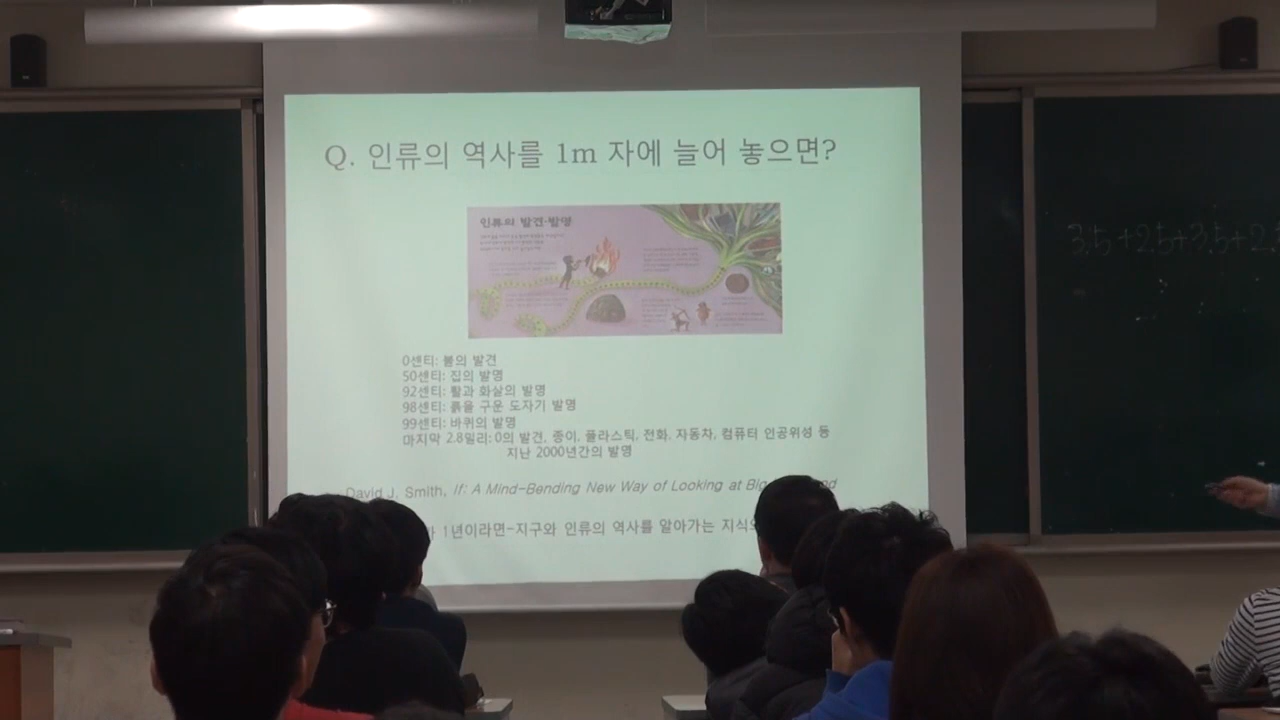 Q. 인류의 역사를 1m 자에 늘어 놓으면?
인류의 발견·발명
0센티: 불의 발견
50센티: 집의 발명
92센티: 활과 화살의 발명
98센티: 흙을 구운 도자기 발명
99센티: 바퀴의 발명
마지막 2.8밀리: 0의 발견, 종이, 플라스틱, 전화, 자동차, 컴퓨터 인공위성 등
지난 2000년간의 발명
David J. Smith, If: A Mind-Bending New Way of Looking at
1년이라면-지구와 인류의 역사를 알아가는
3.5+2.5+3.5+2.